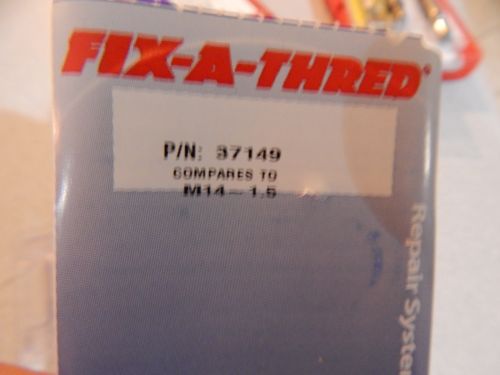 FIX-A-THRED®
P/N: 37149
COMPARES TO
M14-1.5
Repair System